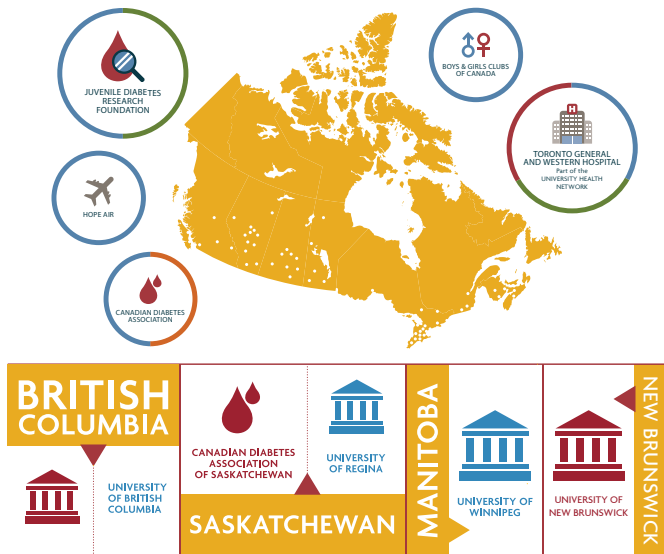 JUVENILE DIABETES
RESEARCH
FOUNDATION
BOYS & GIRLS CLUBS
OF CANADA
H
TORONTO GENERAL
AND WESTERN HOSPITAL
Part of the
UNIVERSITY HEALTH
NETWORK
HOPE AIR
CANADIAN DIABETES
ASSOCIATION
BRITISH
COLUMBIA
UNIVERSITY
OF BRITISH
COLUMBIA
CANADIAN DIABETES
ASSOCIATION
OF SASKATCHEWAN
UNIVERSITY
OF REGINA
SASKATCHEWAN
MANITOBA
UNIVERSITY OF
WINNIPEG
UNIVERSITY OF
NEW BRUNSWICK
NEW BRUNSWICK